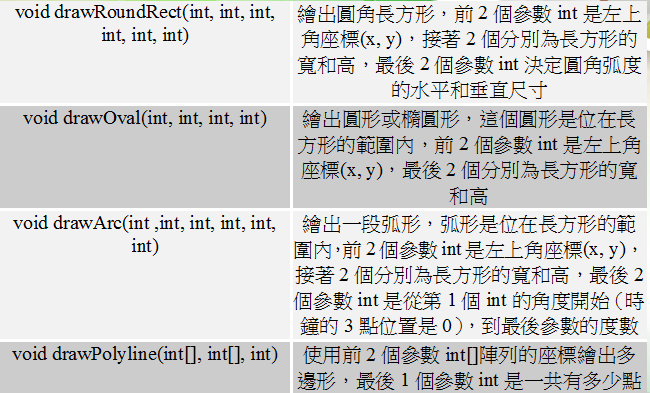 void drawRoundRect(int, int, int,
int, int, int)
繪出圓角長方形，前 2 個參數 int 是左上
角座標(x, y)，接著 2 個分別為長方形的
寬和高，最後 2 個參數 int 決定圓角弧度
的水平和垂直尺寸
void drawOval(int, int, int, int)
繪出圓形或橢圓形，這個圓形是位在長
方形的範圍內，前 2 個參數 int 是左上角
座標(x, y)，最後 2 個分別為長方形的寬
和高
void drawArc(int ,int, int, int, int,
int)
繪出一段弧形，弧形是位在長方形的範
圍內，前 2 個參數 int 是左上角座標(x, y)，
接著 2 個分別為長方形的寬和高，最後 2
個參數 int 是從第 1 個 int 的角度開始（時
鐘的 3 點位置是 0），到最後參數的度數
void drawPolyline(int[], int[], int)
使用前 2 個參數 int[]陣列的座標繪出多
邊形，最後 1 個參數 int 是一共有多少點